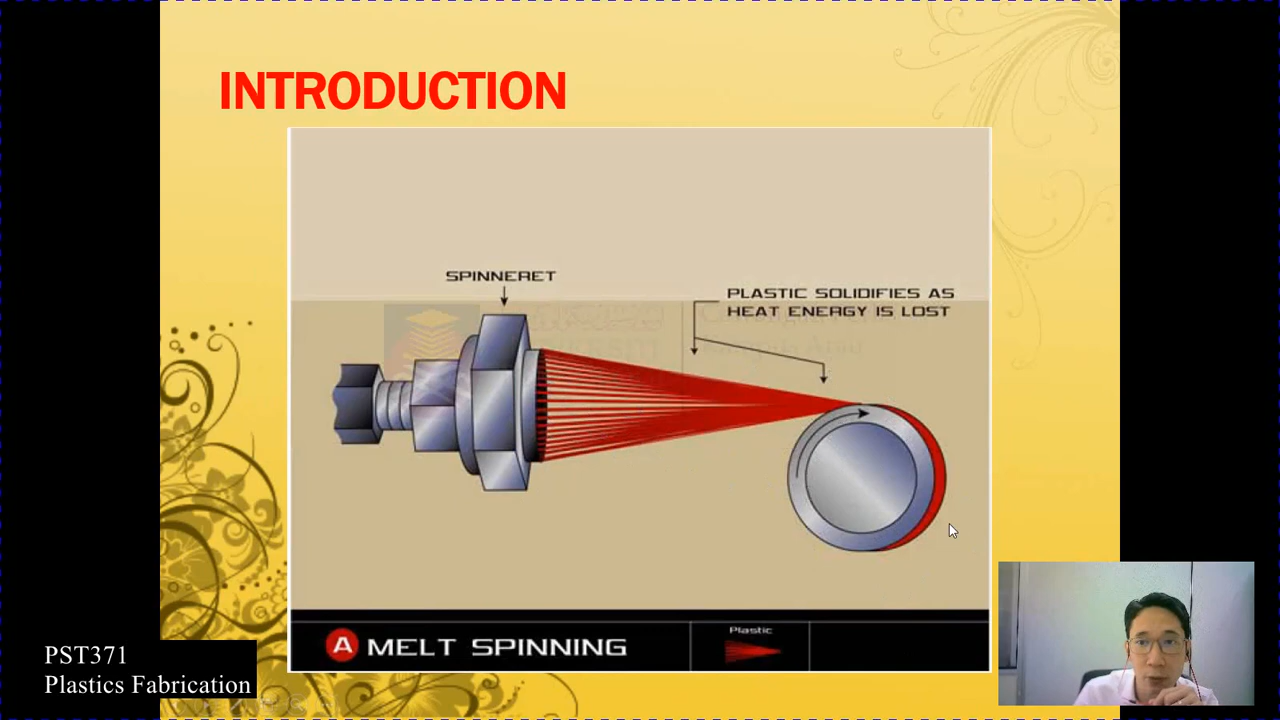 INTRODUCTION
SPINNERET
PLASTIC SOLIDIFIES AS
HEAT ENERGY IS LOST
A MELT SPINNING
Plastic
PST371
Plastics Fabrication